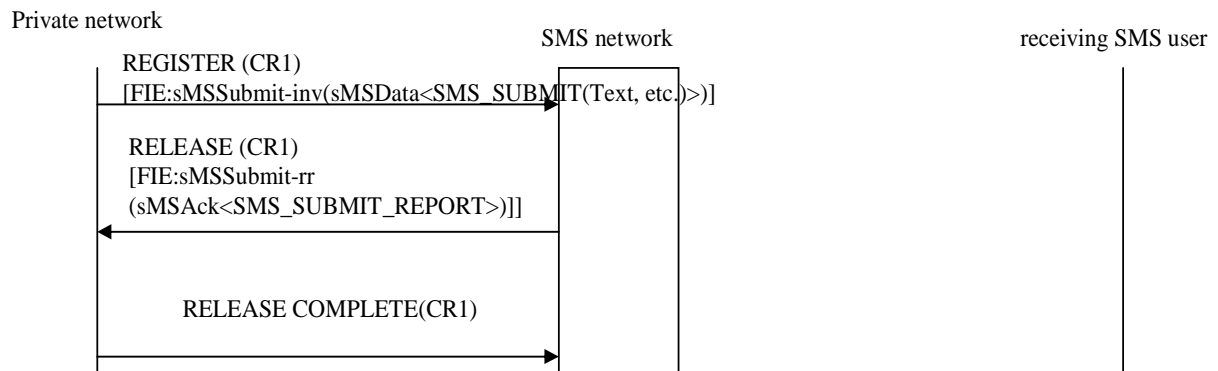 Private network
SMS network
receiving SMS user
REGISTER (CR1)
[FIE:sMSSubmit-inv(sMSData<SMS_SUBMIT(Text, etc.)>)]
RELEASE (CR1)
[FIE:sMSSubmit-rr
(sMSAck<SMS_SUBMIT_REPORT>)]]
RELEASE COMPLETE(CR1)